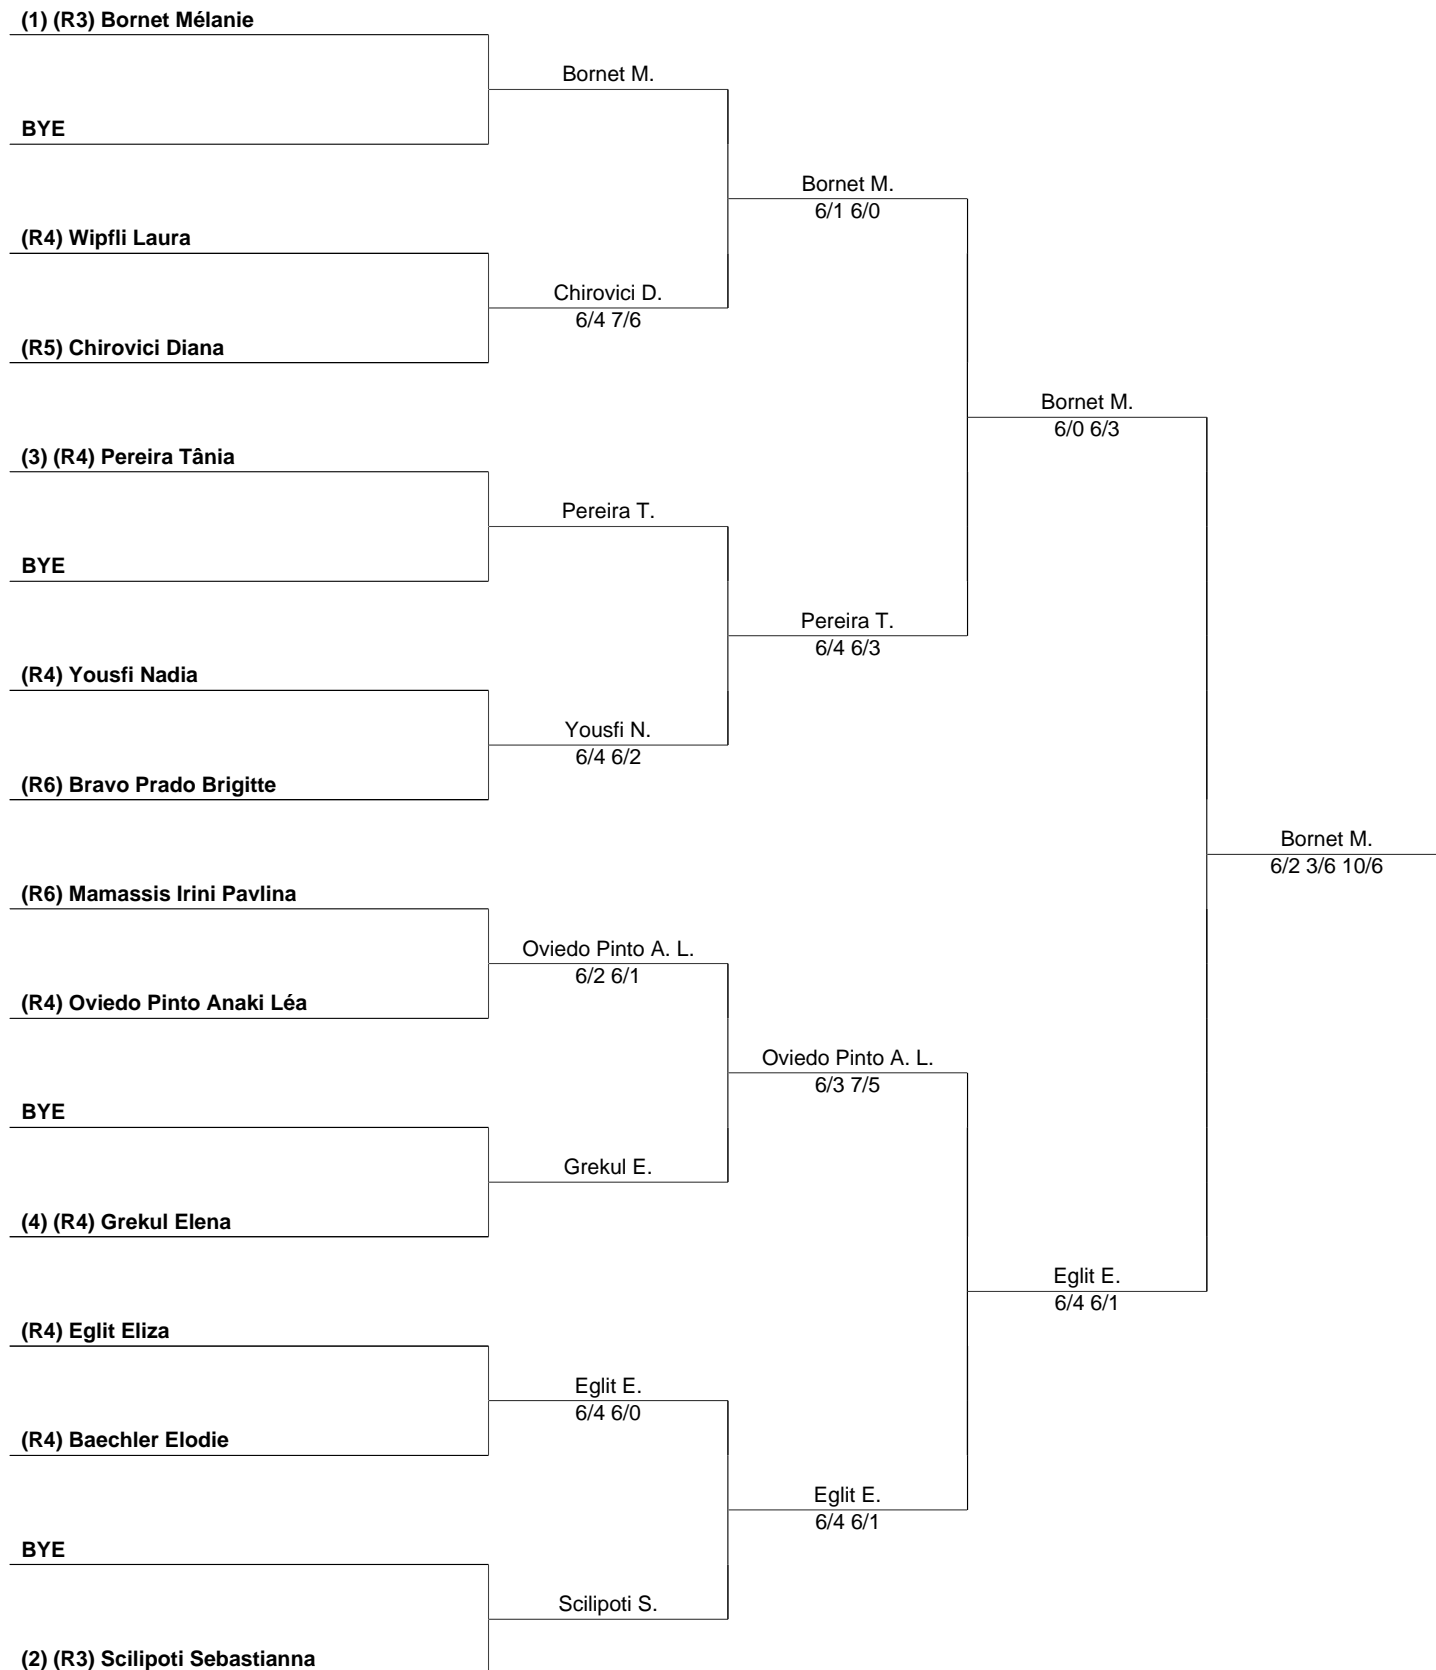 (1) (R3) Bornet Mélanie
Bornet M.
BYE
Bornet M.
6/1 6/0
(R4) Wipfli Laura
Chirovici D.
6/4 7/6
(R5) Chirovici Diana
Bornet M.
6/0 6/3
(3) (R4) Pereira Tânia
Pereira T.
BYE
Pereira T.
6/4 6/3
(R4) Yousfi Nadia
Yousfi N.
6/4 6/2
(R6) Bravo Prado Brigitte
Bornet M.
6/2 3/6 10/6
(R6) Mamassis Irini Pavlina
Oviedo Pinto A. L.
6/2 6/1
(R4) Oviedo Pinto Anaki Léa
Oviedo Pinto A. L.
6/3 7/5
BYE
Grekul E.
(4) (R4) Grekul Elena
Eglit E.
6/4 6/1
(R4) Eglit Eliza
Eglit E.
6/4 6/0
(R4) Baechler Elodie
Eglit E.
6/4 6/1
BYE
Scilipoti S.
(2) (R3) Scilipoti Sebastianna